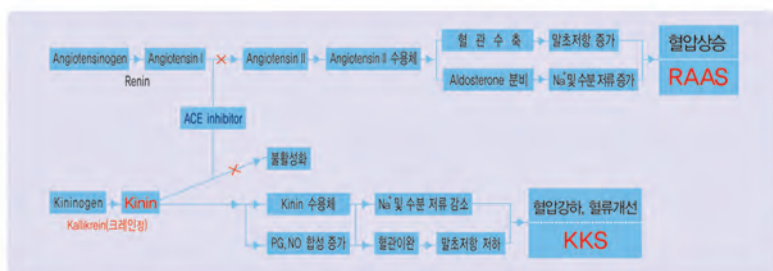 Angiotensinogen
Angiotensin I
Angiotensin II
Angiotensin II 수용체
혈관 수축
말초저항 증가
혈압상승
RAAS
Renin
Aldosterone 분비
Na⁺및 수분 저류 증가
ACE inhibitor
불활성화
Kininogen
Kinin
Kallikrein(크레인정)
Kinin 수용체
Na⁺및 수분 저류 감소
혈압강하, 혈류개선
KKS
PG, NO 합성 증가
혈관이완
말초저항 저하